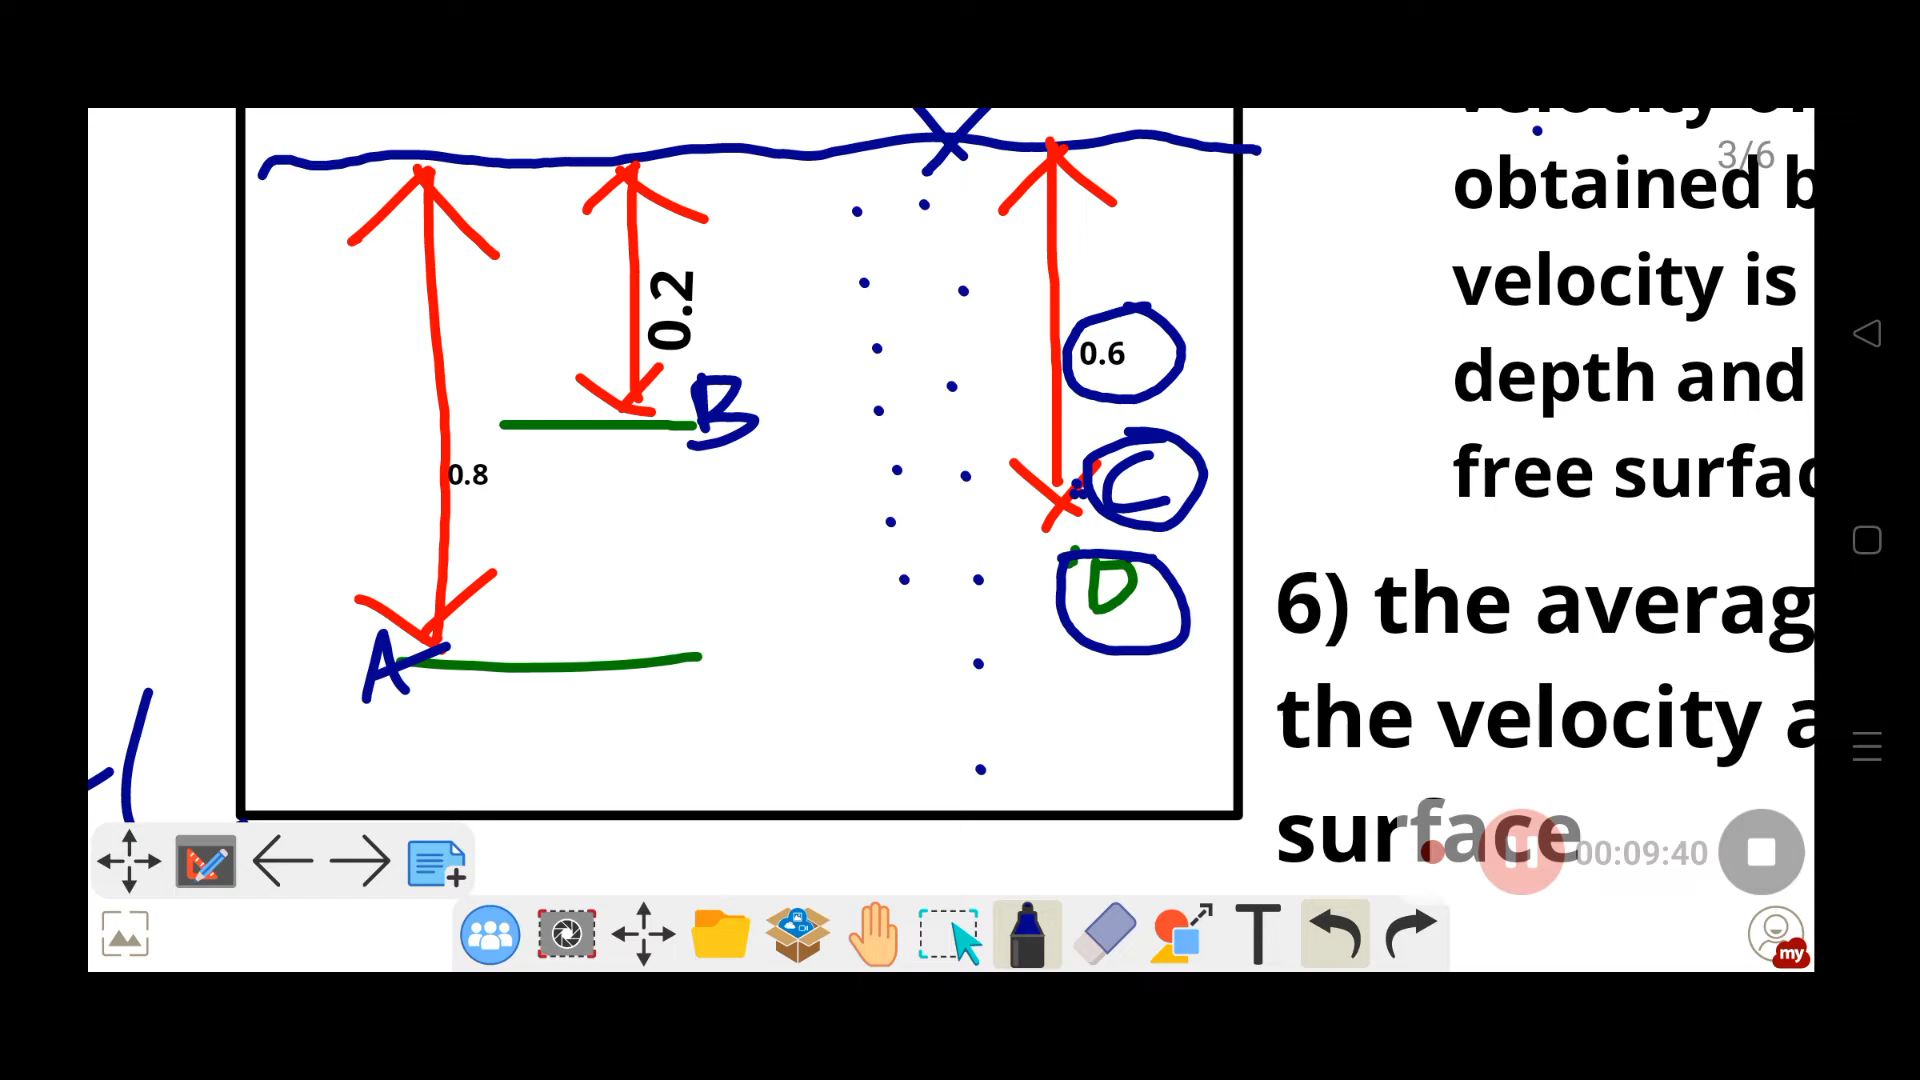 0.2
0.6
B
0.8
C
D
A
3/6
obtained b
velocity is
depth and
free surfac
6) the averag
the velocity a
surface
00:09:40
T
my